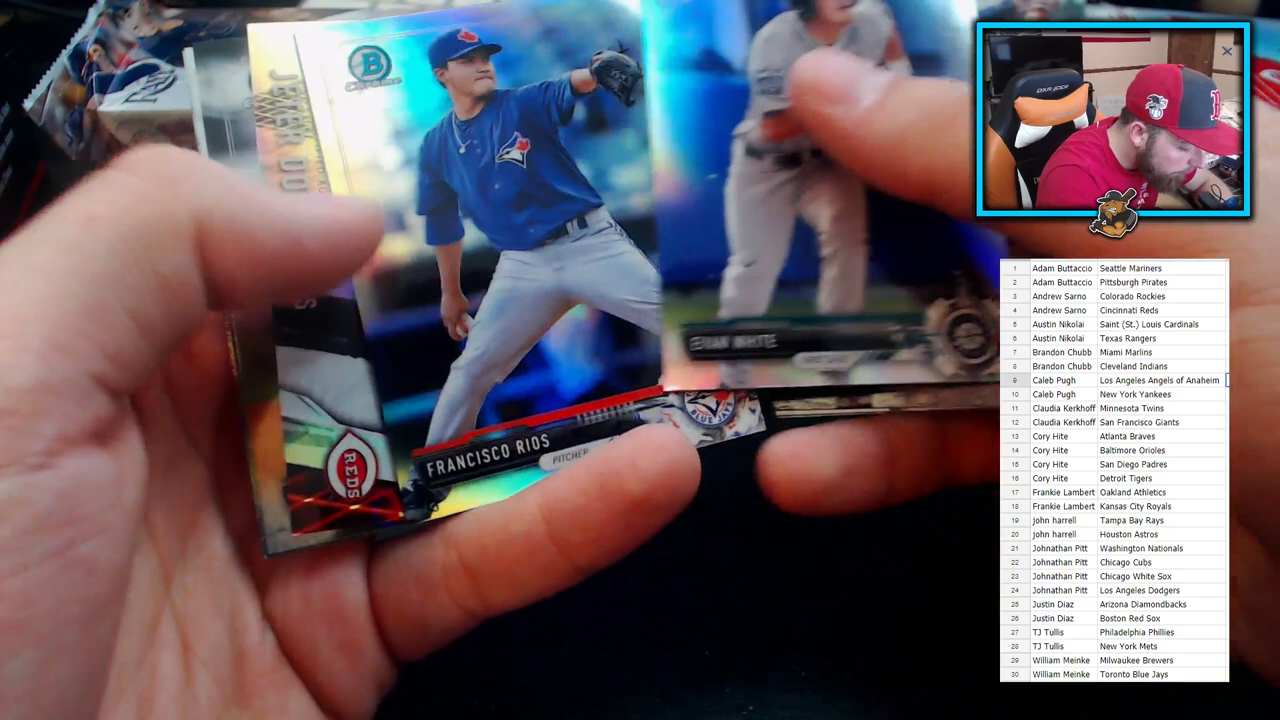 B
CHROME
FRANCISCO RIOS
PITCHER
BLUE JAYS
REDS
EVAN WHITE
DXRACER
B
1 Adam Buttaccio Seattle Mariners
2 Adam Buttaccio Pittsburgh Pirates
3 Andrew Sarno Colorado Rockies
4 Andrew Sarno Cincinnati Reds
5 Austin Nikolai Saint (St.) Louis Cardinals
6 Austin Nikolai Texas Rangers
7 Brandon Chubb Miami Marlins
8 Brandon Chubb Cleveland Indians
9 Caleb Pugh Los Angeles Angels of Anaheim
10 Caleb Pugh New York Yankees
11 Claudia Kerkhoff Minnesota Twins
12 Claudia Kerkhoff San Francisco Giants
13 Cory Hite Atlanta Braves
14 Cory Hite Baltimore Orioles
15 Cory Hite San Diego Padres
16 Cory Hite Detroit Tigers
17 Frankie Lambert Oakland Athletics
18 Frankie Lambert Kansas City Royals
19 john harrell Tampa Bay Rays
20 john harrell Houston Astros
21 Johnathan Pitt Washington Nationals
22 Johnathan Pitt Chicago Cubs
23 Johnathan Pitt Chicago White Sox
24 Johnathan Pitt Los Angeles Dodgers
25 Justin Diaz Arizona Diamondbacks
26 Justin Diaz Boston Red Sox
27 TJ Tullis Philadelphia Phillies
28 TJ Tullis New York Mets
29 William Meinke Milwaukee Brewers
30 William Meinke Toronto Blue Jays